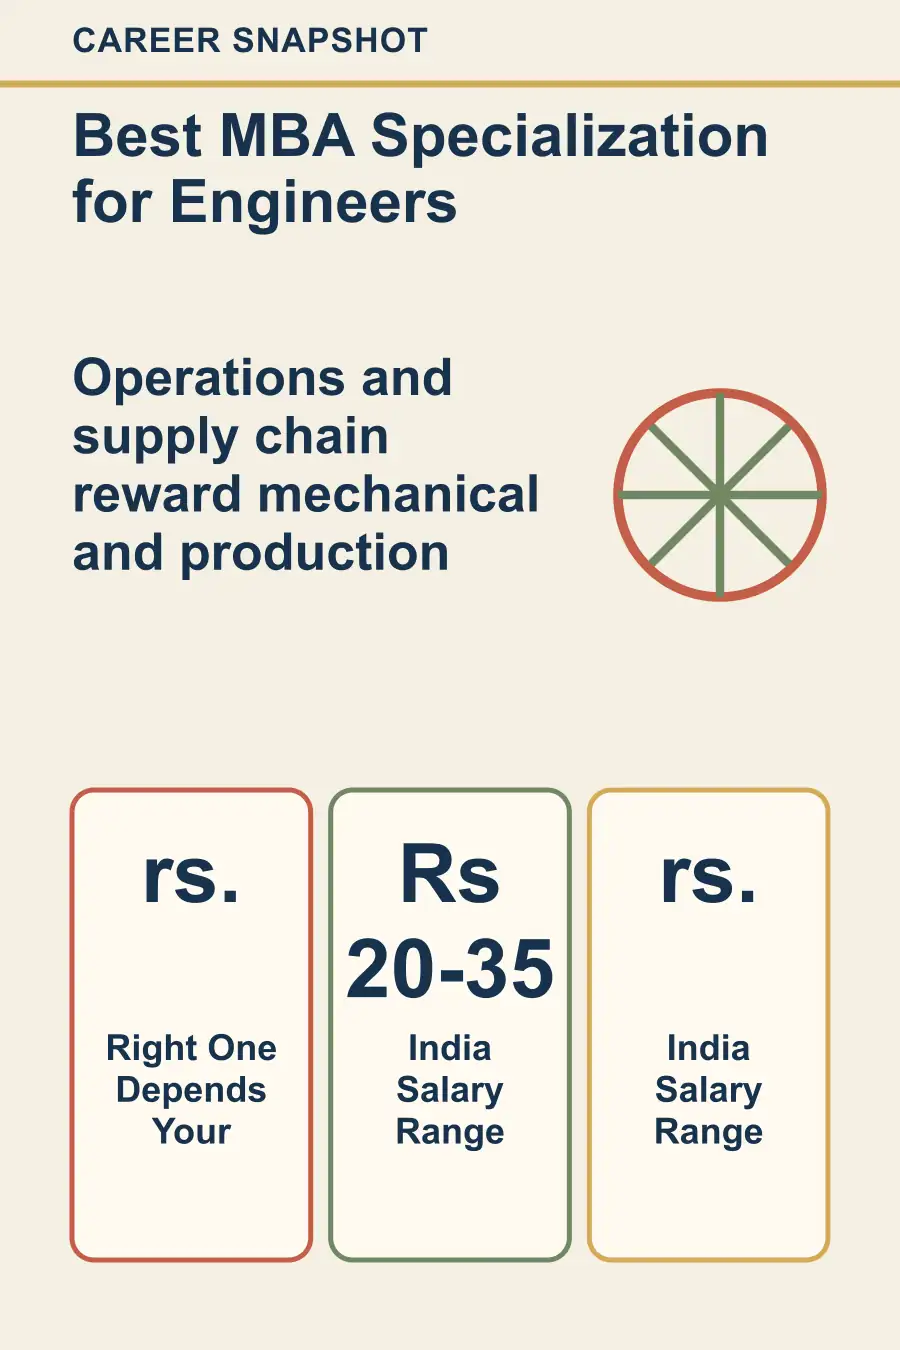 CAREER SNAPSHOT
Best MBA Specialization
for Engineers
Operations and
supply chain
reward mechanical
and production
rs.
Right One
Depends
Your
Rs
20-35
India
Salary
Range
rs.
India
Salary
Range